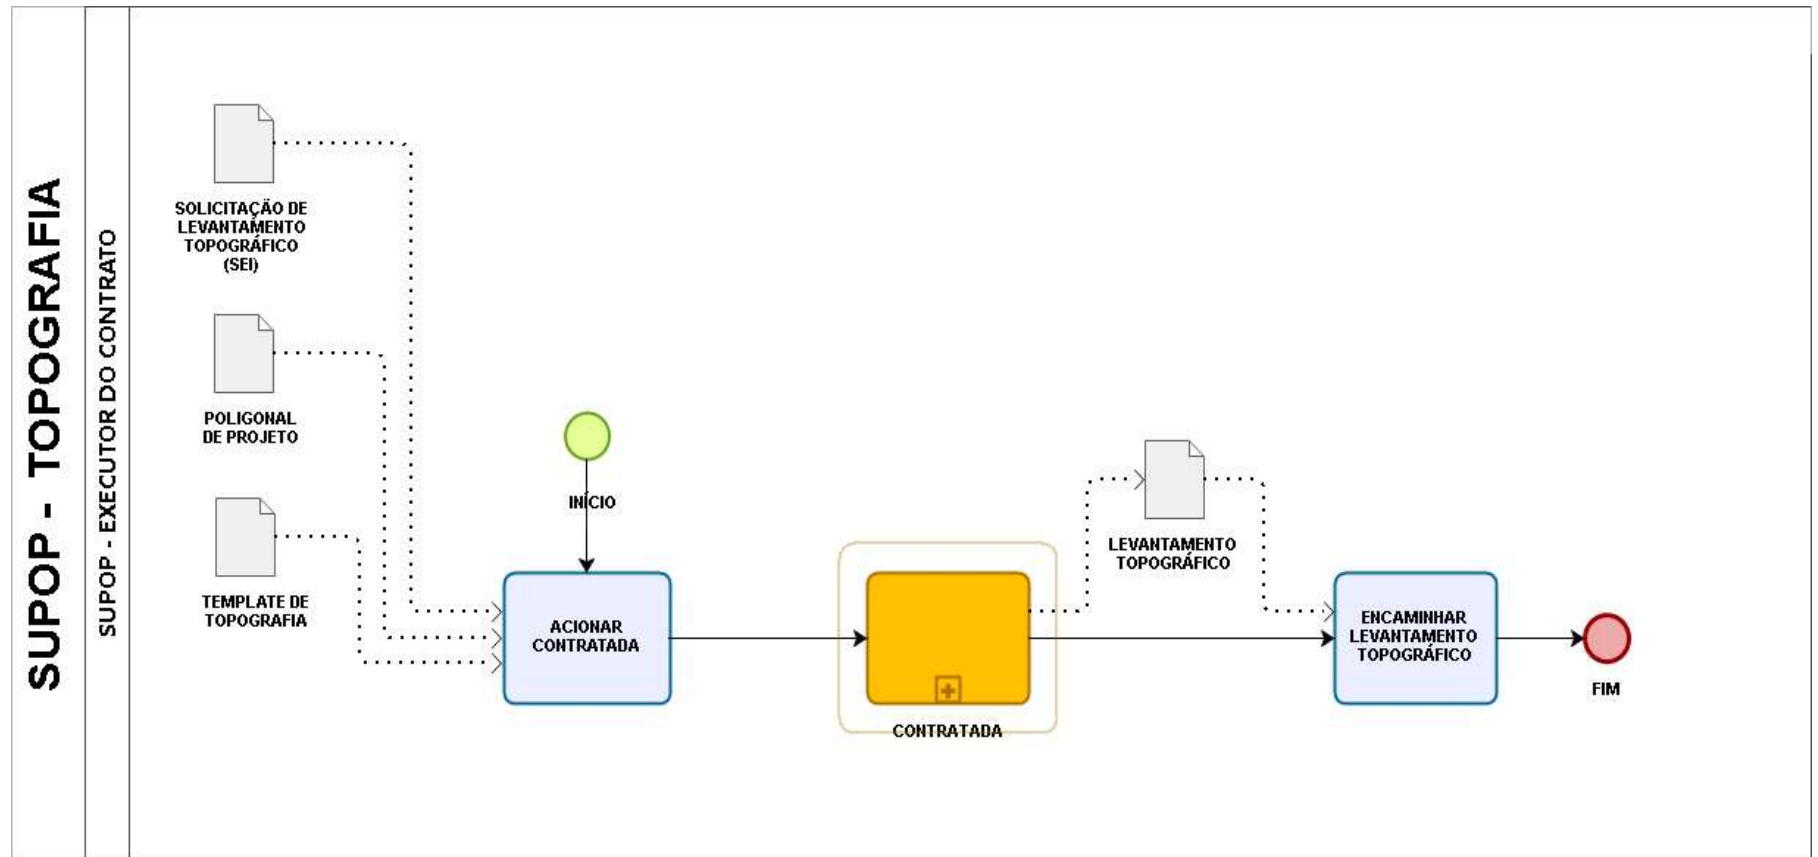 SUPOP - TOPOGRAFIA
SUPOP - EXECUTOR DO CONTRATO
SOLICITAÇÃO DE
LEVANTAMENTO
TOPOGRÁFICO
(SEI)
POLIGONAL
DE PROJETO
TEMPLATE DE
TOPOGRAFIA
INÍCIO
ACIONAR
CONTRATADA
CONTRATADA
LEVANTAMENTO
TOPOGRÁFICO
ENCAMINHAR
LEVANTAMENTO
TOPOGRÁFICO
FIM